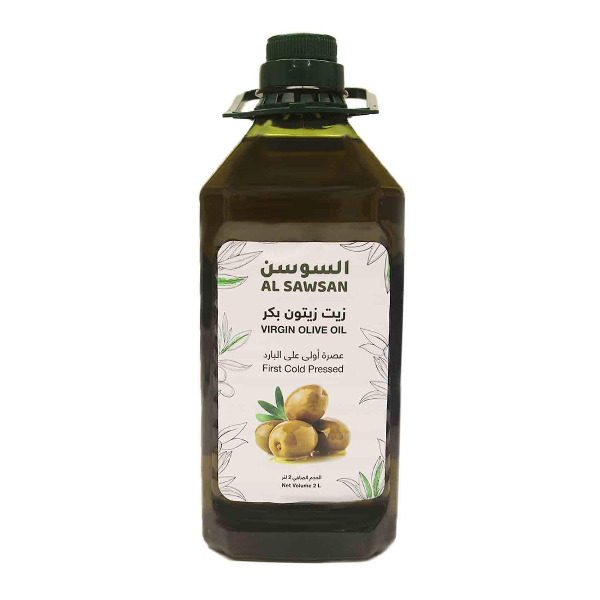 السوسن
AL SAWSAN
زيت زيتون بكر
VIRGIN OLIVE OIL
عصرة أولى على البارد
First Cold Pressed
الحجم الصافي 2 لتر
Net Volume 2 L